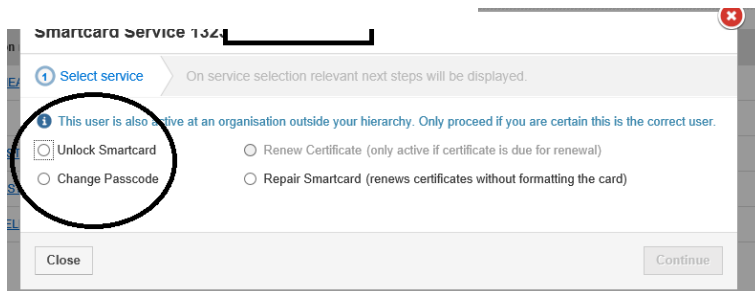 Smartcard Service 132
1 Select service
On service selection relevant next steps will be displayed.
This user is also active at an organisation outside your hierarchy. Only proceed if you are certain this is the correct user.
Unlock Smartcard
Renew Certificate (only active if certificate is due for renewal)
Change Passcode
Repair Smartcard (renews certificates without formatting the card)
Close
Continue